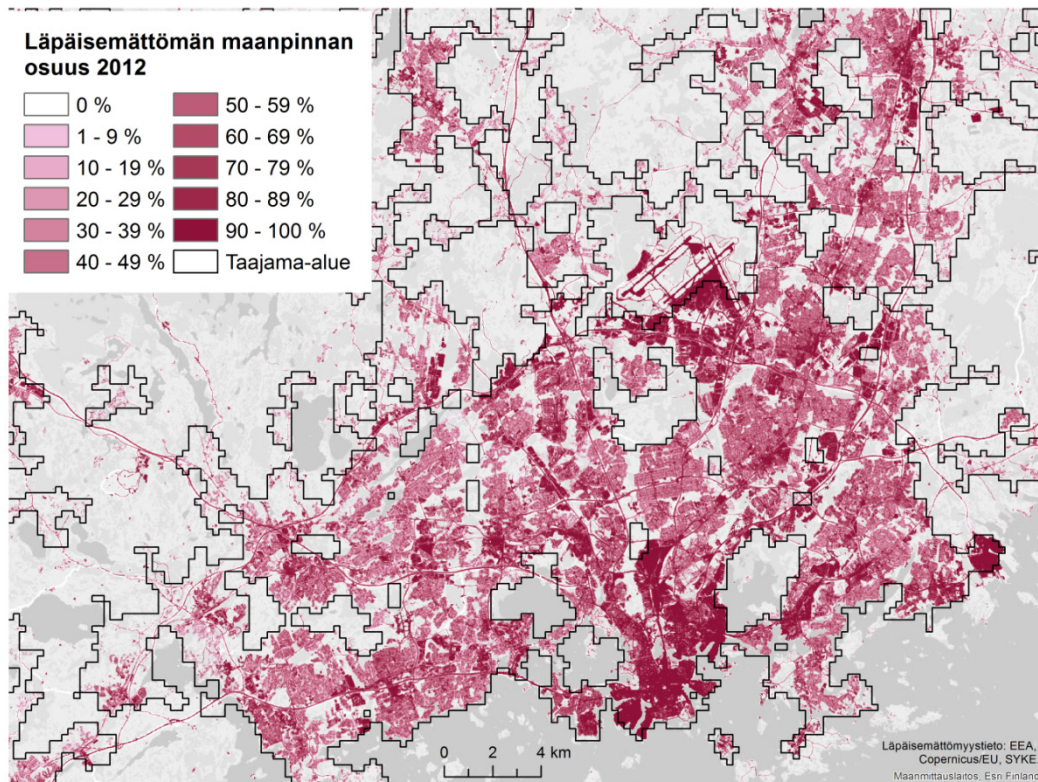 Läpäisemättömän maanpinnan
osuus 2012
0 %
1 - 9 %
10 - 19 %
20 - 29 %
30 - 39 %
40 - 49 %
50 - 59 %
60 - 69 %
70 - 79 %
80 - 89 %
90 - 100 %
Taajama-alue
0 2 4 km
Läpäisemättömyystieto: EEA,
Copernicus/EU, SYKE
Maanmittauslaitos, Esri Finland